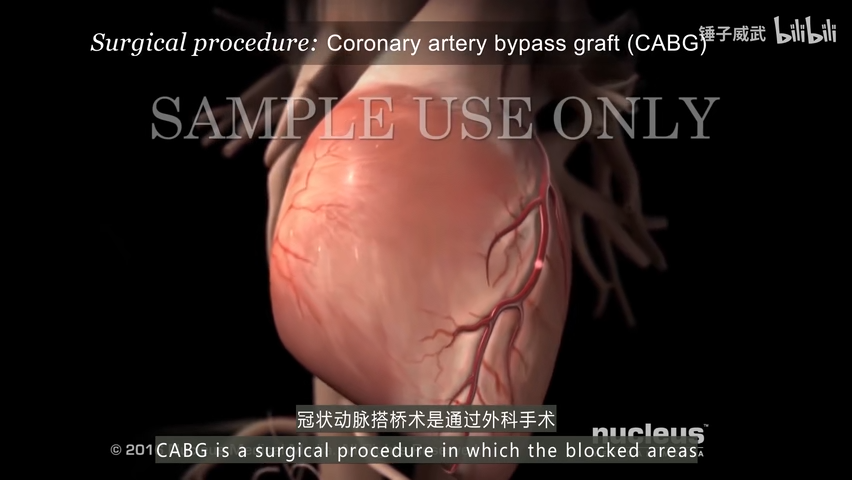 Surgical procedure: Coronary artery bypass graft (CABG)
锤子威武 bilibili
SAMPLE USE ONLY
冠状动脉搭桥术是通过外科手术
nucleus™
© 201
CABG is a surgical procedure in which the blocked areas